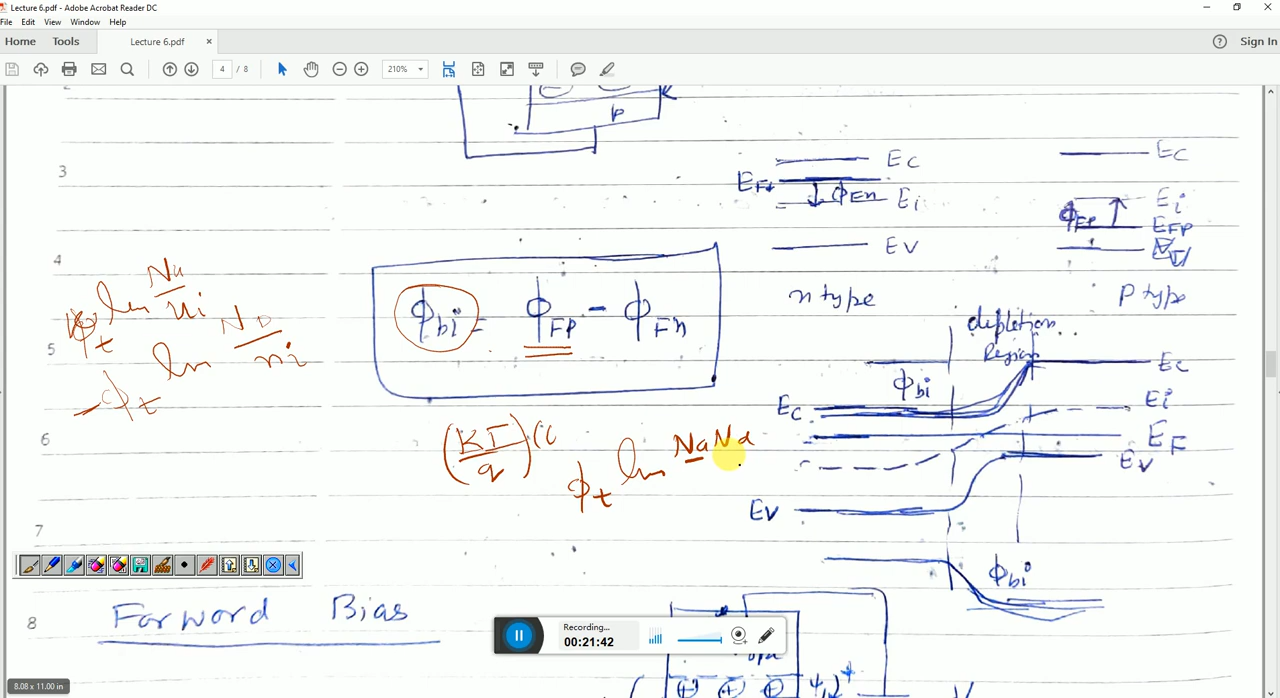 Lecture 6.pdf - Adobe Acrobat Reader DC
File Edit View Window Help
Home Tools Lecture 6.pdf × ? Sign In
4 / 8 210%
p
3
EC
EF
ϕFn
Ei
EV
n type
EC
Ei
ϕFP
EFP
P type
4
ϕbi = ϕFP - ϕFn
ϕt ln Na/ni
5
-ϕt ln ND/ni
depletion
Region
ϕbi
EC
EC
Ei
EF
EV
EV
6
(KT/q) (
ϕt ln NaNd
7
ϕbi
8
Forword Bias
Recording...
00:21:42
8.08 x 11.00 in